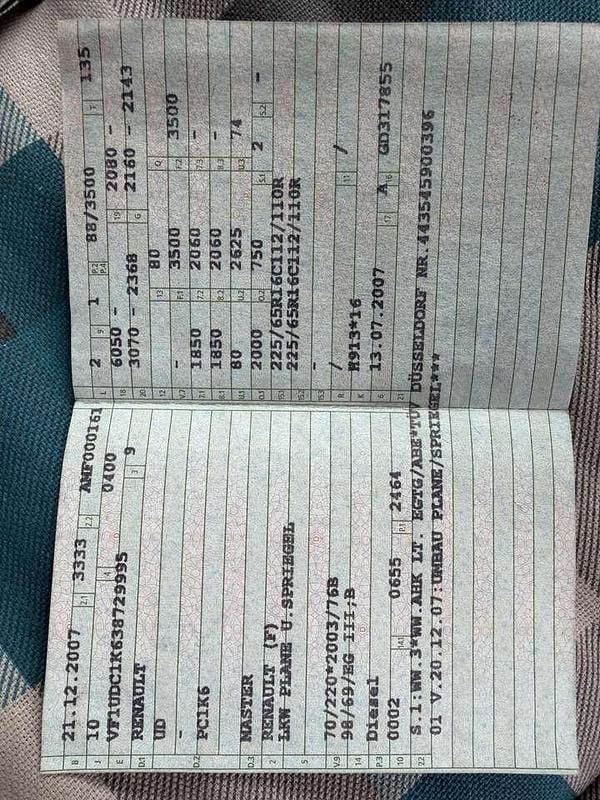 B 21.12.2007 2.1 3333 2.2 AMF000161
J 10 4 0400
E VF1UDC1K638729995 3 9
D.1 RENAULT
UD
-
D.2 PC1K6
D.3 MASTER
2 RENAULT (F)
5 LKW PLANE U.SPRIEGEL
V.9 70/220*2003/76B
14 98/69/EG III;B
P.3 Diesel
10 0002 14.1 0655 P.1 2464
L 2 9 1 P.2 P.4 88/3500 T 135
18 6050 - 19 2080 -
20 3070 - 2368 G 2160 - 2143
12 - 13 80 Q
V.7 - F.1 3500 F.2 3500
7.1 1850 7.2 2060 7.3 -
8.1 1850 8.2 2060 8.3 -
U.1 80 U.2 2625 U.3 74
O.1 2000 O.2 750 S.1 2 S.2 -
15.1 225/65R16C112/110R
15.2 225/65R16C112/110R
15.3 -
R / 11 /
K M913*16
6 13.07.2007 17 A 16 GD317855
21
22 S.1:WW.3*WW.AHK LT. EGTG/ABE*TÜV DÜSSELDORF NR.443545900396
01 V.20.12.07:UMBAU PLANE/SPRIEGEL***